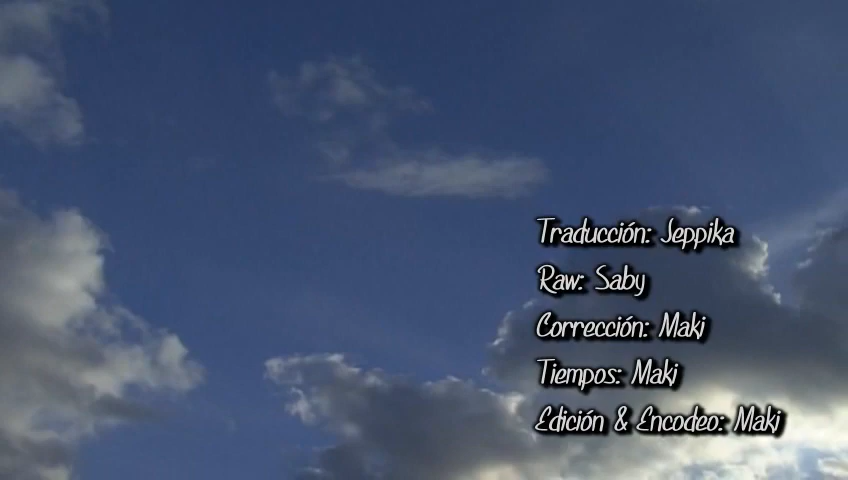 Traducción: Jeppika
Raw: Saby
Corrección: Maki
Tiempos: Maki
Edición & Encodeo: Maki